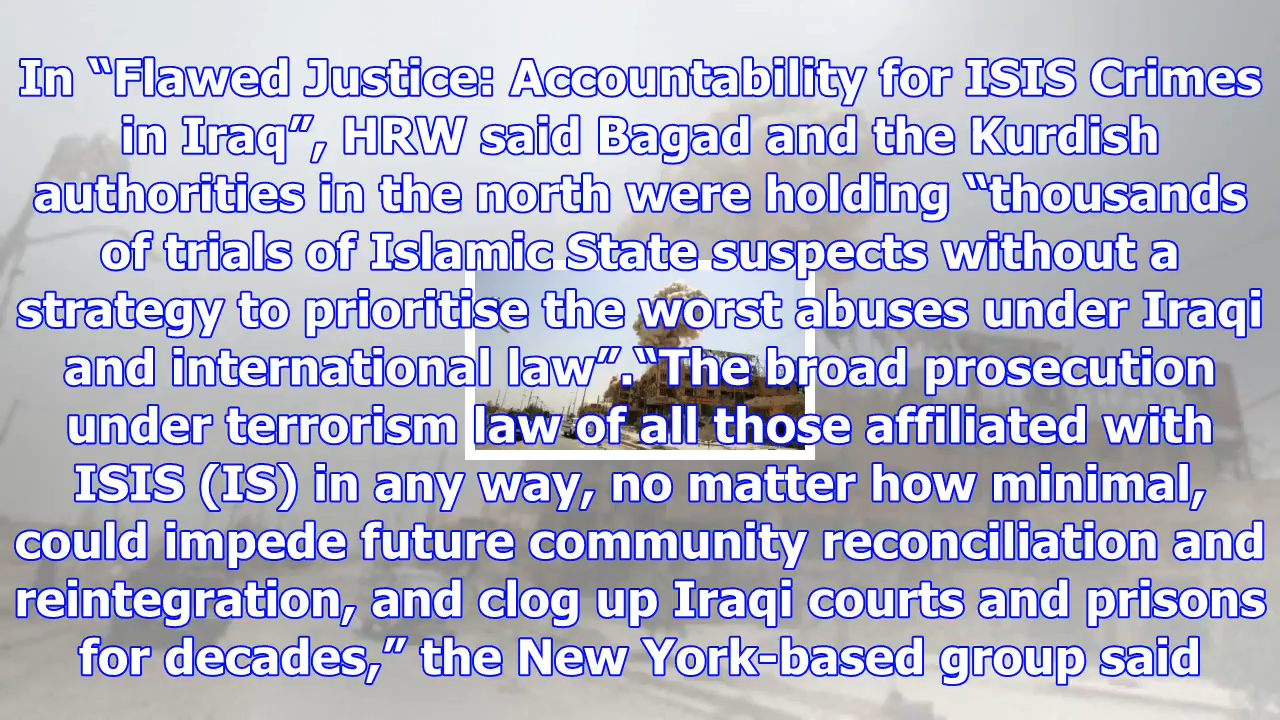 In “Flawed Justice: Accountability for ISIS Crimes
in Iraq”, HRW said Bagad and the Kurdish
authorities in the north were holding “thousands
of trials of Islamic State suspects without a
strategy to prioritise the worst abuses under Iraqi
and international law”.“The broad prosecution
under terrorism law of all those affiliated with
ISIS (IS) in any way, no matter how minimal,
could impede future community reconciliation and
reintegration, and clog up Iraqi courts and prisons
for decades,” the New York-based group said